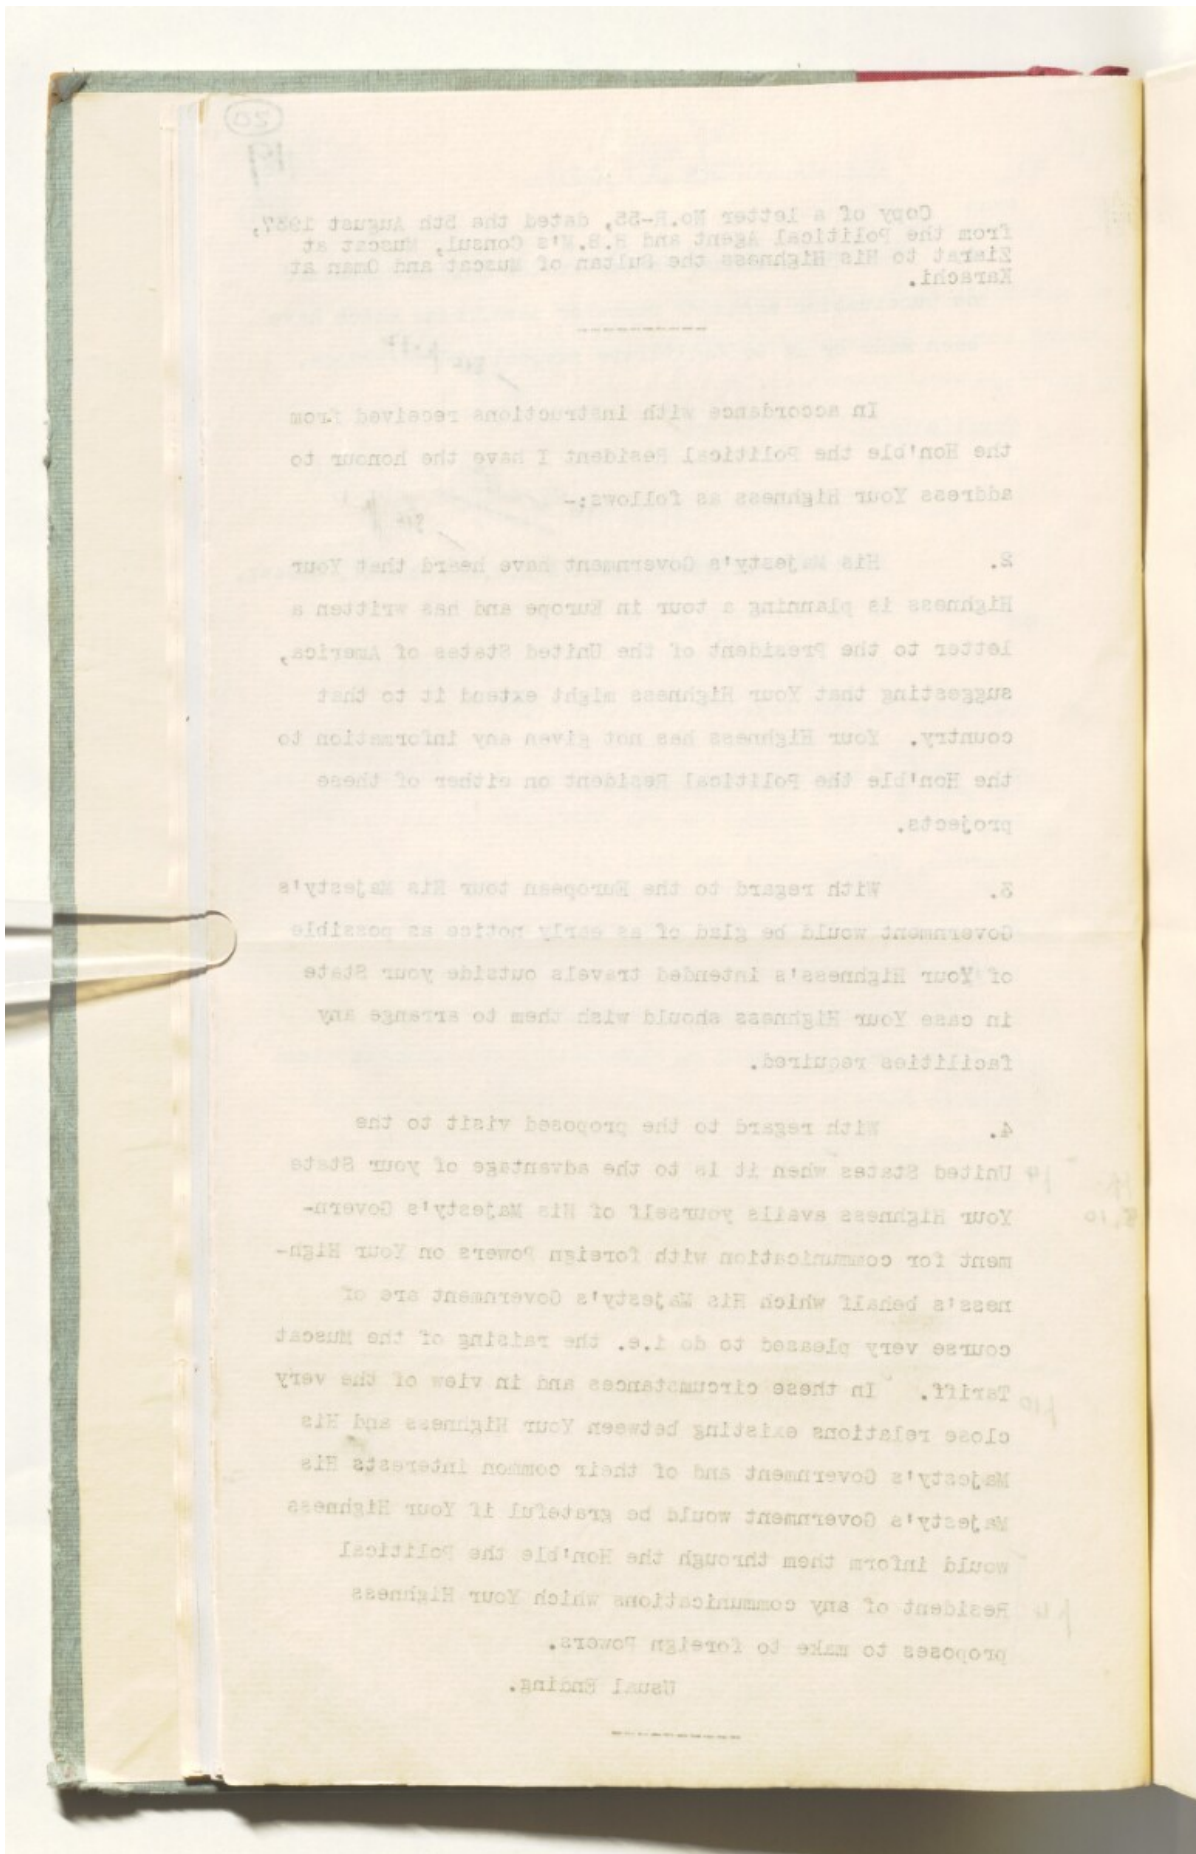 20
19
Copy of a letter No.R-55, dated the 5th August 1937,
from the Political Agent and H.B.M's Consul, Muscat at
Ziarat to His Highness the Sultan of Muscat and Oman at
Karachi.
In accordance with instructions received from
the Hon'ble the Political Resident I have the honour to
address Your Highness as follows:-
2. His Majesty's Government have heard that Your
Highness is planning a tour in Europe and has written a
letter to the President of the United States of America,
suggesting that Your Highness might extend it to that
country. Your Highness has not given any information to
the Hon'ble the Political Resident on either of these
projects.
3. With regard to the European tour His Majesty's
Government would be glad of as early notice as possible
of Your Highness's intended travels outside your State
in case Your Highness should wish them to arrange any
facilities required.
4. With regard to the proposed visit to the
United States when it is to the advantage of your State
Your Highness avails yourself of His Majesty's Govern-
ment for communication with foreign Powers on Your High-
ness's behalf which His Majesty's Government are of
course very pleased to do i.e. the raising of the Muscat
Tariff. In these circumstances and in view of the very
close relations existing between Your Highness and His
Majesty's Government and of their common interests His
Majesty's Government would be grateful if Your Highness
would inform them through the Hon'ble the Political
Resident of any communications which Your Highness
proposes to make to foreign Powers.
Usual Ending.